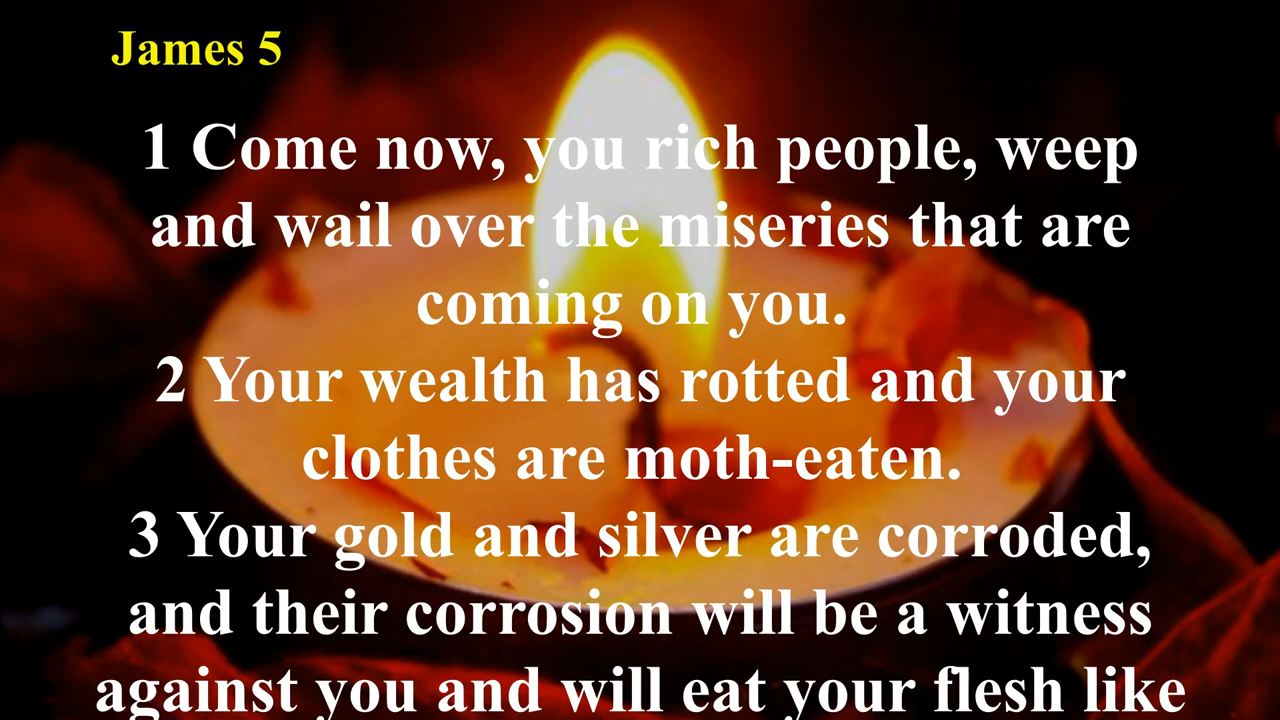 James 5
1 Come now, you rich people, weep
and wail over the miseries that are
coming on you.
2 Your wealth has rotted and your
clothes are moth-eaten.
3 Your gold and silver are corroded,
and their corrosion will be a witness
against you and will eat your flesh like